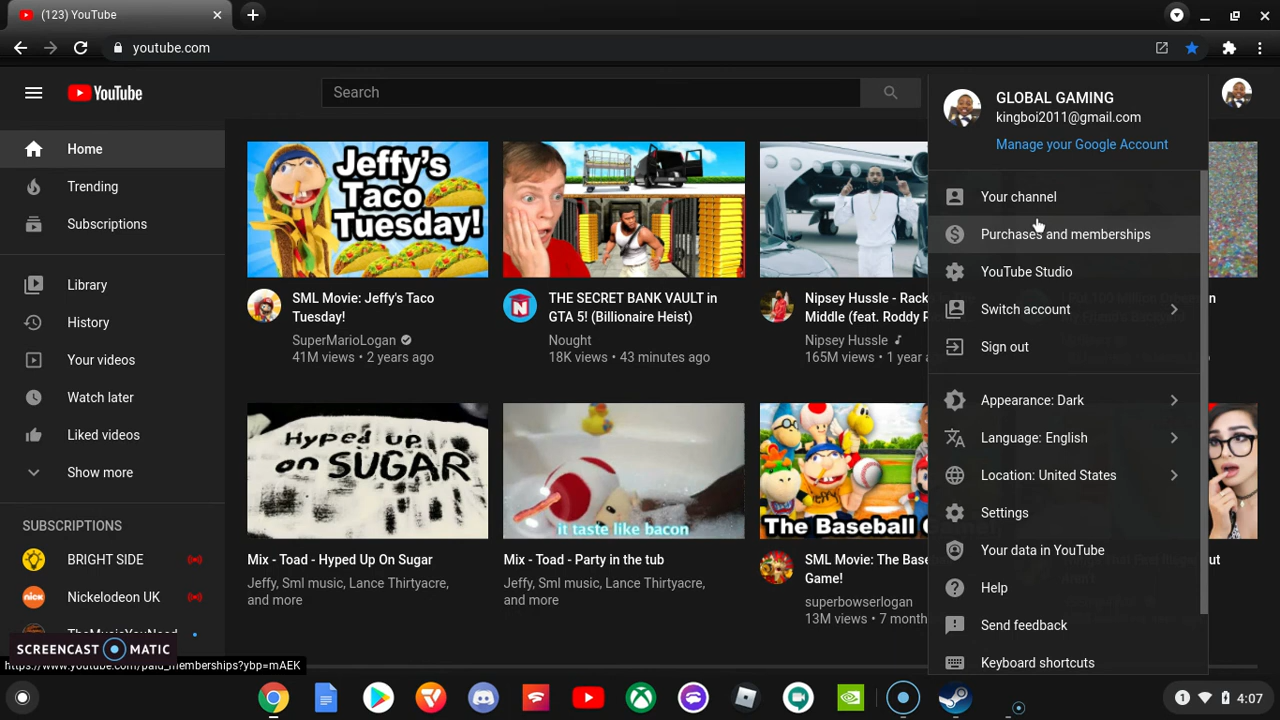 (123) YouTube
youtube.com
YouTube
Search
GLOBAL GAMING
kingboi2011@gmail.com
Manage your Google Account
Home
Trending
Subscriptions
Library
History
Your videos
Watch later
Liked videos
Show more
SUBSCRIPTIONS
BRIGHT SIDE
Nickelodeon UK
TheMusicYouNeed
SCREENCAST MATIC
https://www.youtube.com/paid_memberships?ybp=mAEK
Jeffy's
Taco
Tuesday!
SML Movie: Jeffy's Taco
Tuesday!
SuperMarioLogan
41M views • 2 years ago
THE SECRET BANK VAULT in
GTA 5! (Billionaire Heist)
Nought
18K views • 43 minutes ago
Nipsey Hussle - Rack
Middle (feat. Roddy R
Nipsey Hussle
165M views • 1 year a
Hyped up
on SUGAR
Mix - Toad - Hyped Up On Sugar
Jeffy, Sml music, Lance Thirtyacre,
and more
it taste like bacon
Mix - Toad - Party in the tub
Jeffy, Sml music, Lance Thirtyacre,
and more
The Baseball
SML Movie: The Base
Game!
superbowserlogan
13M views • 7 month
Your channel
Purchases and memberships
YouTube Studio
Switch account
Sign out
Appearance: Dark
Language: English
Location: United States
Settings
Your data in YouTube
Help
Send feedback
Keyboard shortcuts
nick
1
4:07